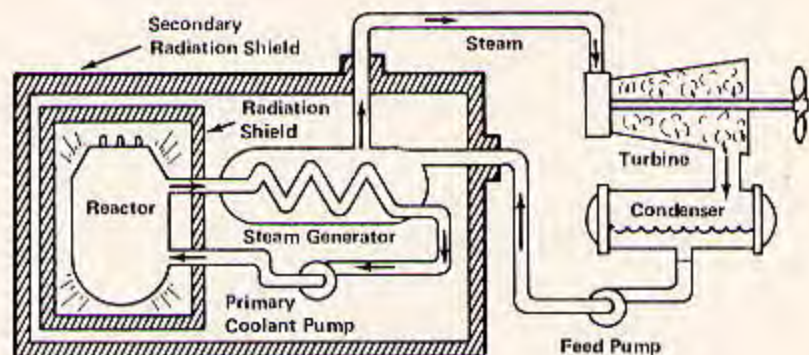 Secondary
Radiation Shield
Steam
Radiation
Shield
Turbine
Reactor
Condenser
Steam Generator
Primary
Coolant Pump
Feed Pump